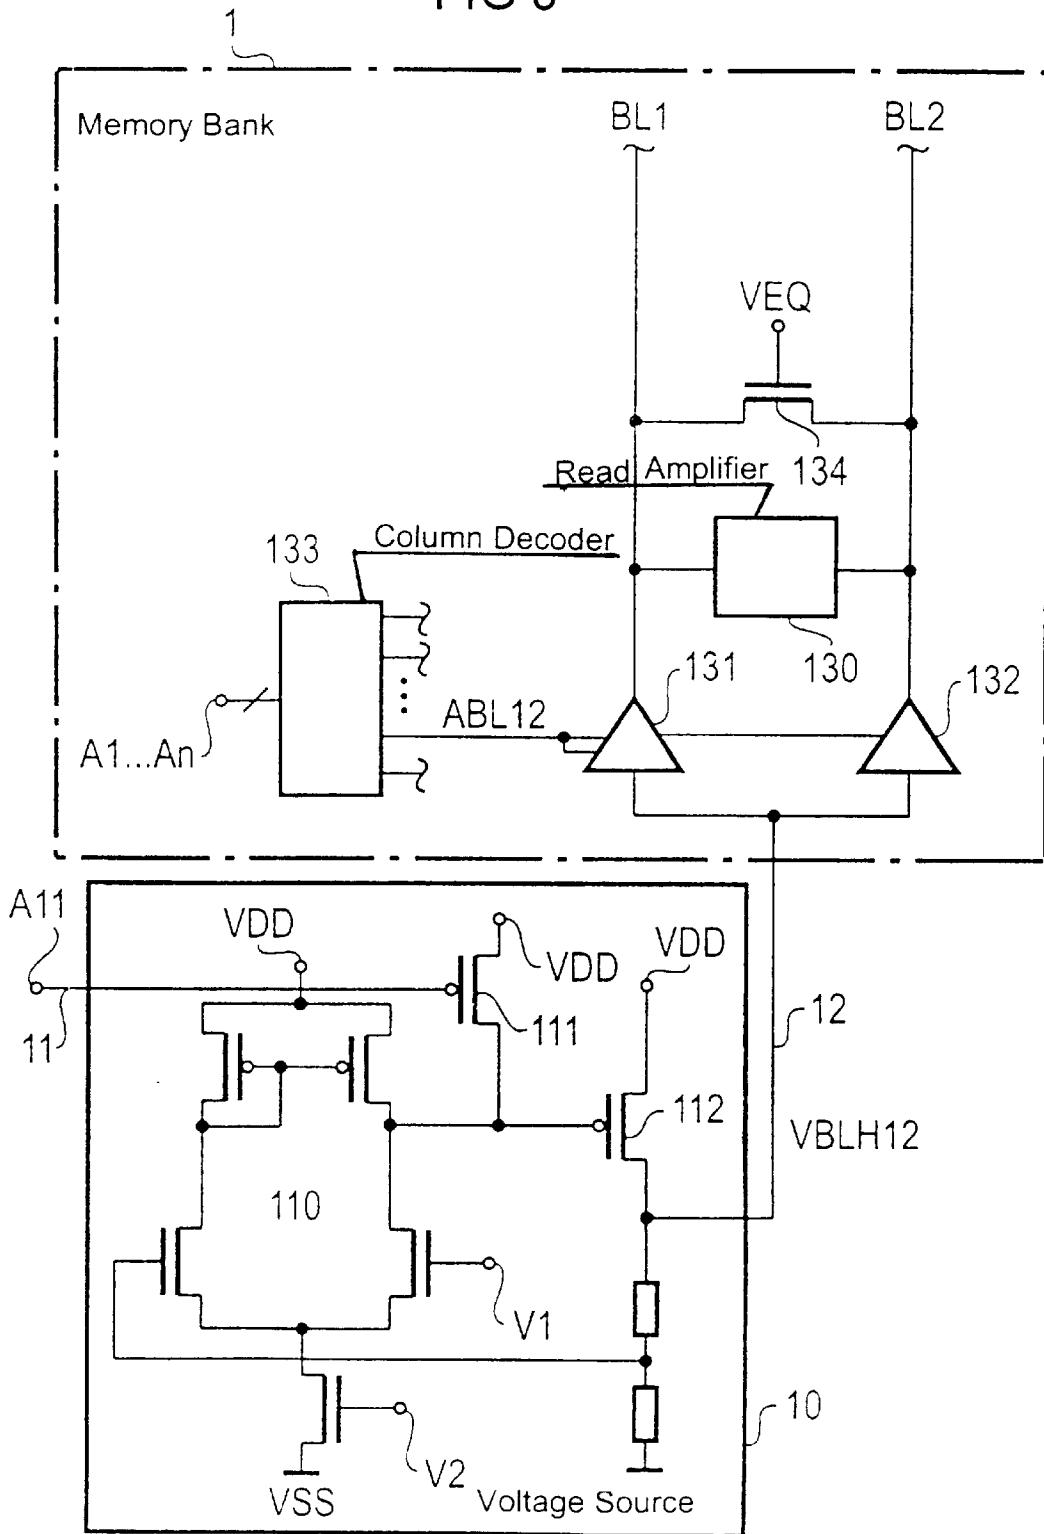 1
Memory Bank
BL1
BL2
VEQ
134
Read Amplifier
Column Decoder
133
130
131
132
ABL12
A1...An
A11
11
VDD
VDD
VDD
111
112
12
VBLH12
110
V1
V2
10
VSS
Voltage Source